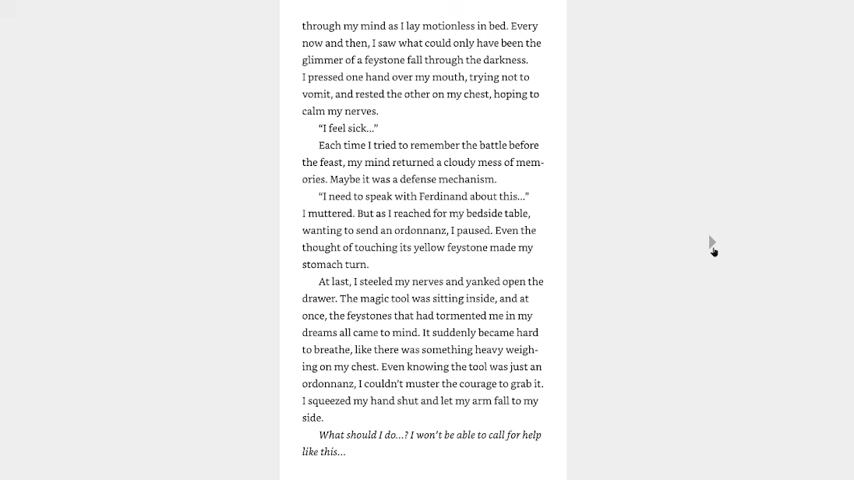 through my mind as I lay motionless in bed. Every
now and then, I saw what could only have been the
glimmer of a feystone fall through the darkness.
I pressed one hand over my mouth, trying not to
vomit, and rested the other on my chest, hoping to
calm my nerves.
“I feel sick...”
Each time I tried to remember the battle before
the feast, my mind returned a cloudy mess of mem-
ories. Maybe it was a defense mechanism.
“I need to speak with Ferdinand about this...”
I muttered. But as I reached for my bedside table,
wanting to send an ordonnanz, I paused. Even the
thought of touching its yellow feystone made my
stomach turn.
At last, I steeled my nerves and yanked open the
drawer. The magic tool was sitting inside, and at
once, the feystones that had tormented me in my
dreams all came to mind. It suddenly became hard
to breathe, like there was something heavy weigh-
ing on my chest. Even knowing the tool was just an
ordonnanz, I couldn’t muster the courage to grab it.
I squeezed my hand shut and let my arm fall to my
side.
What should I do...? I won’t be able to call for help
like this...